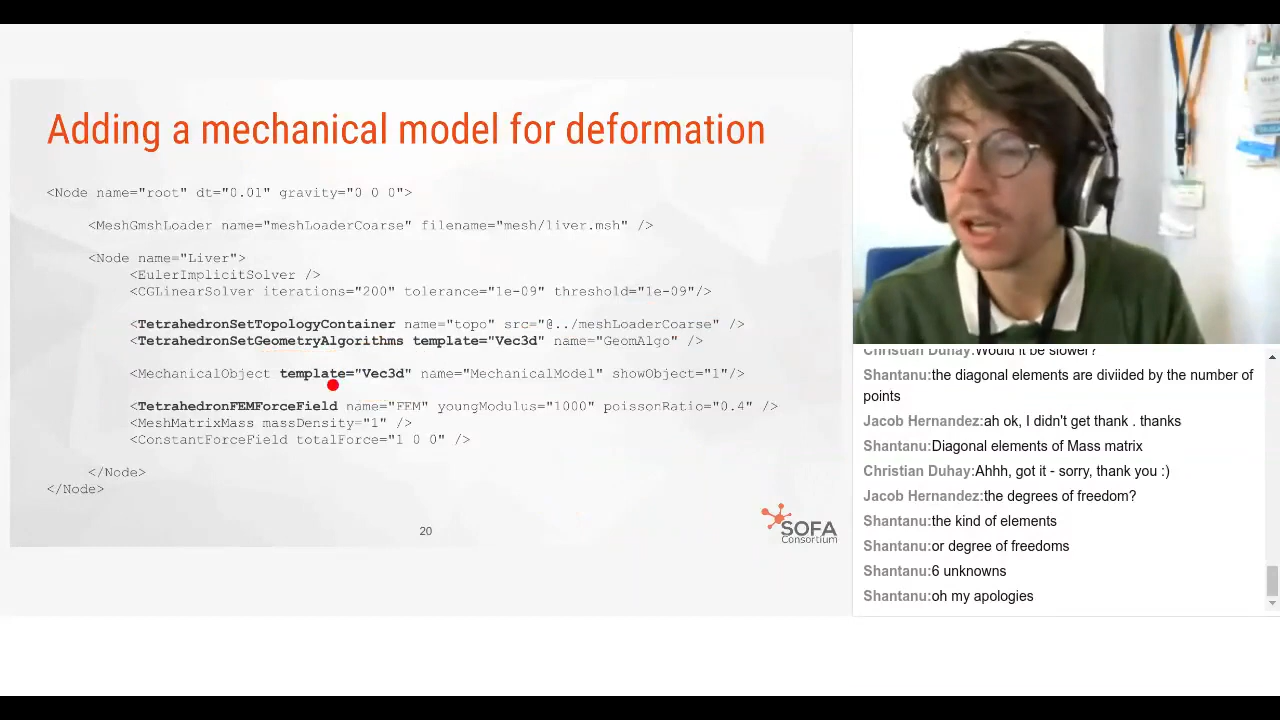 Adding a mechanical model for deformation
<Node name="root" dt="0.01" gravity="0 0 0">
<MeshGmshLoader name="meshLoaderCoarse" filename="mesh/liver.msh" />
<Node name="Liver">
<EulerImplicitSolver />
<CGLinearSolver iterations="200" tolerance="1e-09" threshold="1e-09"/>
<TetrahedronSetTopologyContainer name="topo" src="@../meshLoaderCoarse" />
<TetrahedronSetGeometryAlgorithms template="Vec3d" name="GeomAlgo" />
<MechanicalObject template="Vec3d" name="MechanicalModel" showObject="1"/>
<TetrahedronFEMForceField name="FEM" youngModulus="1000" poissonRatio="0.4" />
<MeshMatrixMass massDensity="1" />
<ConstantForceField totalForce="1 0 0" />
</Node>
</Node>
20
SOFA
Consortium
Christian Duhay:Would it be slower?
Shantanu:the diagonal elements are diviided by the number of
points
Jacob Hernandez:ah ok, I didn't get thank . thanks
Shantanu:Diagonal elements of Mass matrix
Christian Duhay:Ahhh, got it - sorry, thank you :)
Jacob Hernandez:the degrees of freedom?
Shantanu:the kind of elements
Shantanu:or degree of freedoms
Shantanu:6 unknowns
Shantanu:oh my apologies